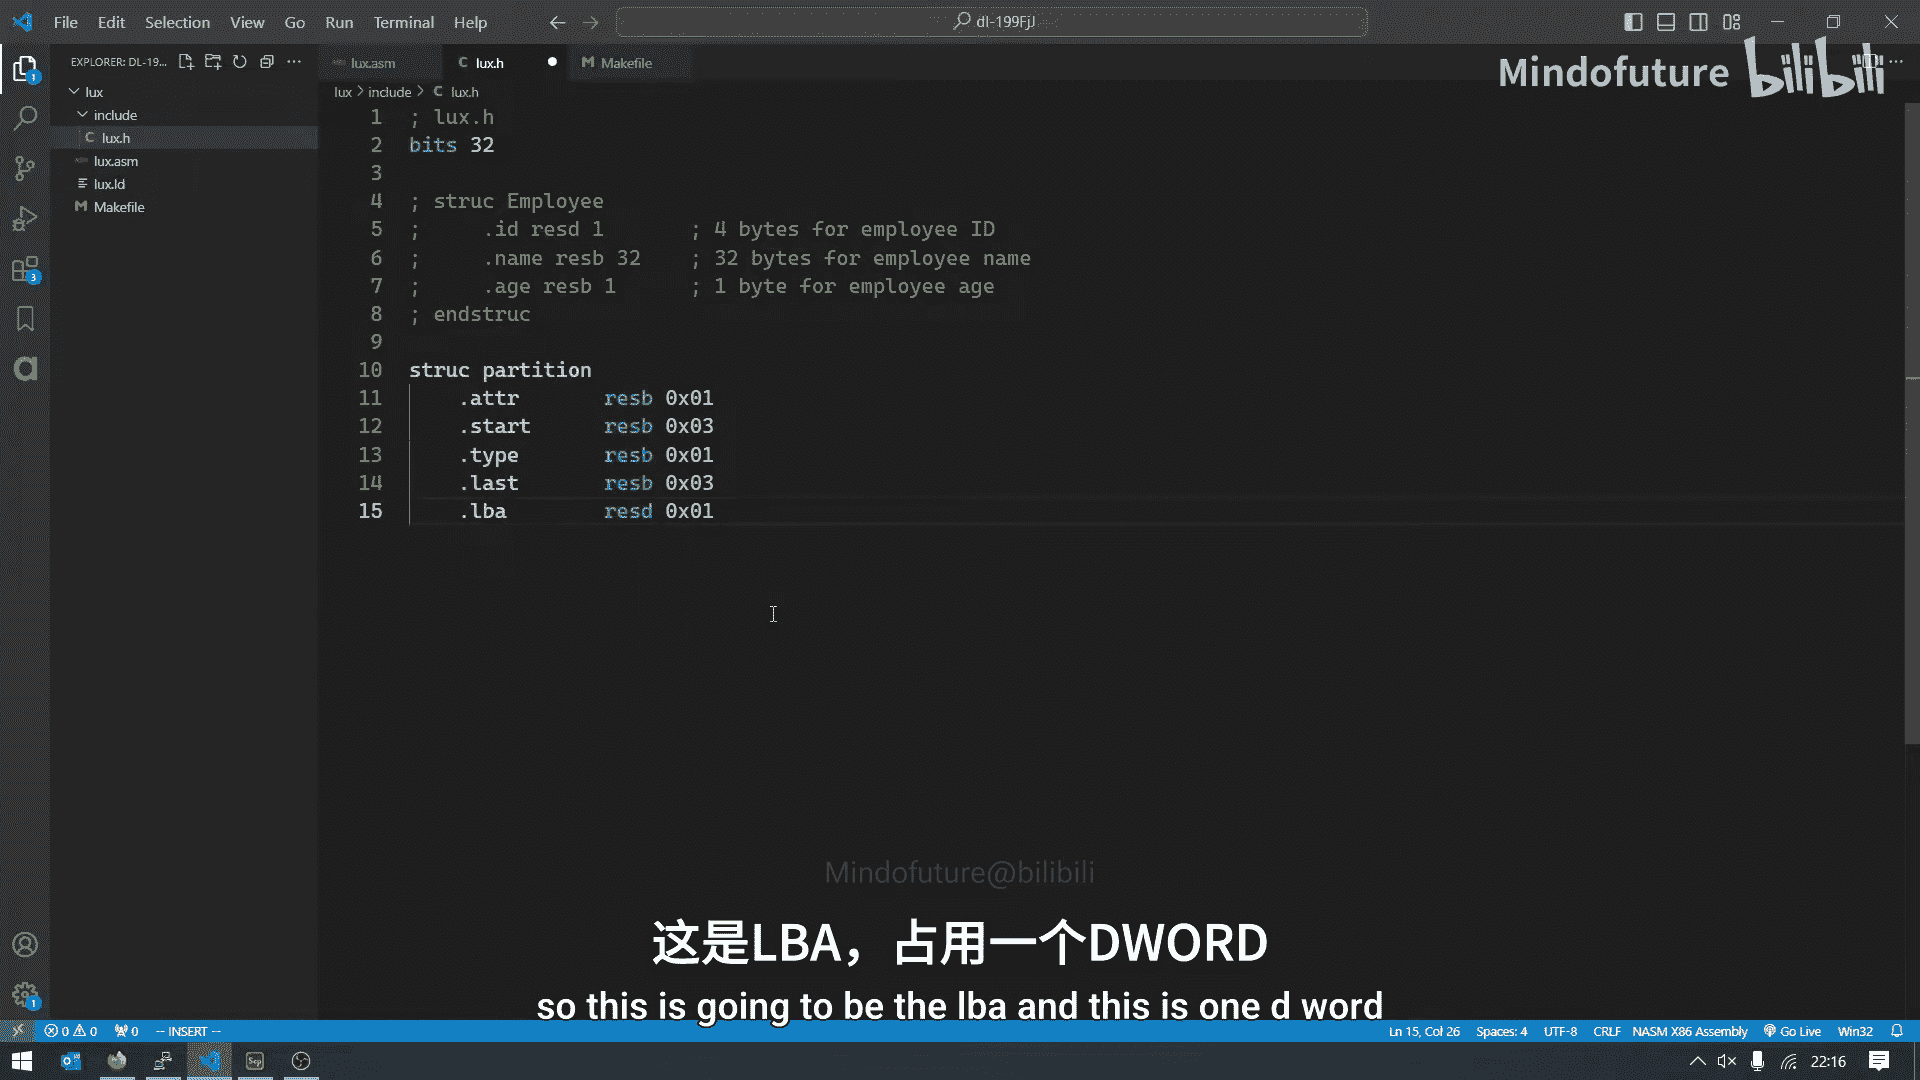 File Edit Selection View Go Run Terminal Help
dl-199FjJ
EXPLORER: DL-19...
lux.asm
lux.h
Makefile
Mindofuture bilibili
lux
lux > include > C lux.h
include
C lux.h
lux.asm
lux.ld
Makefile
1 ; lux.h
2 bits 32
3
4 ; struc Employee
5 ; .id resd 1 ; 4 bytes for employee ID
6 ; .name resb 32 ; 32 bytes for employee name
7 ; .age resb 1 ; 1 byte for employee age
8 ; endstruc
9
10 struc partition
11 .attr resb 0x01
12 .start resb 0x03
13 .type resb 0x01
14 .last resb 0x03
15 .lba resd 0x01
Mindofuture@bilibili
这是LBA，占用一个DWORD
so this is going to be the lba and this is one d word
0 0 0 -- INSERT -- Ln 15, Col 26 Spaces: 4 UTF-8 CRLF NASM X86 Assembly Go Live Win32
22:16